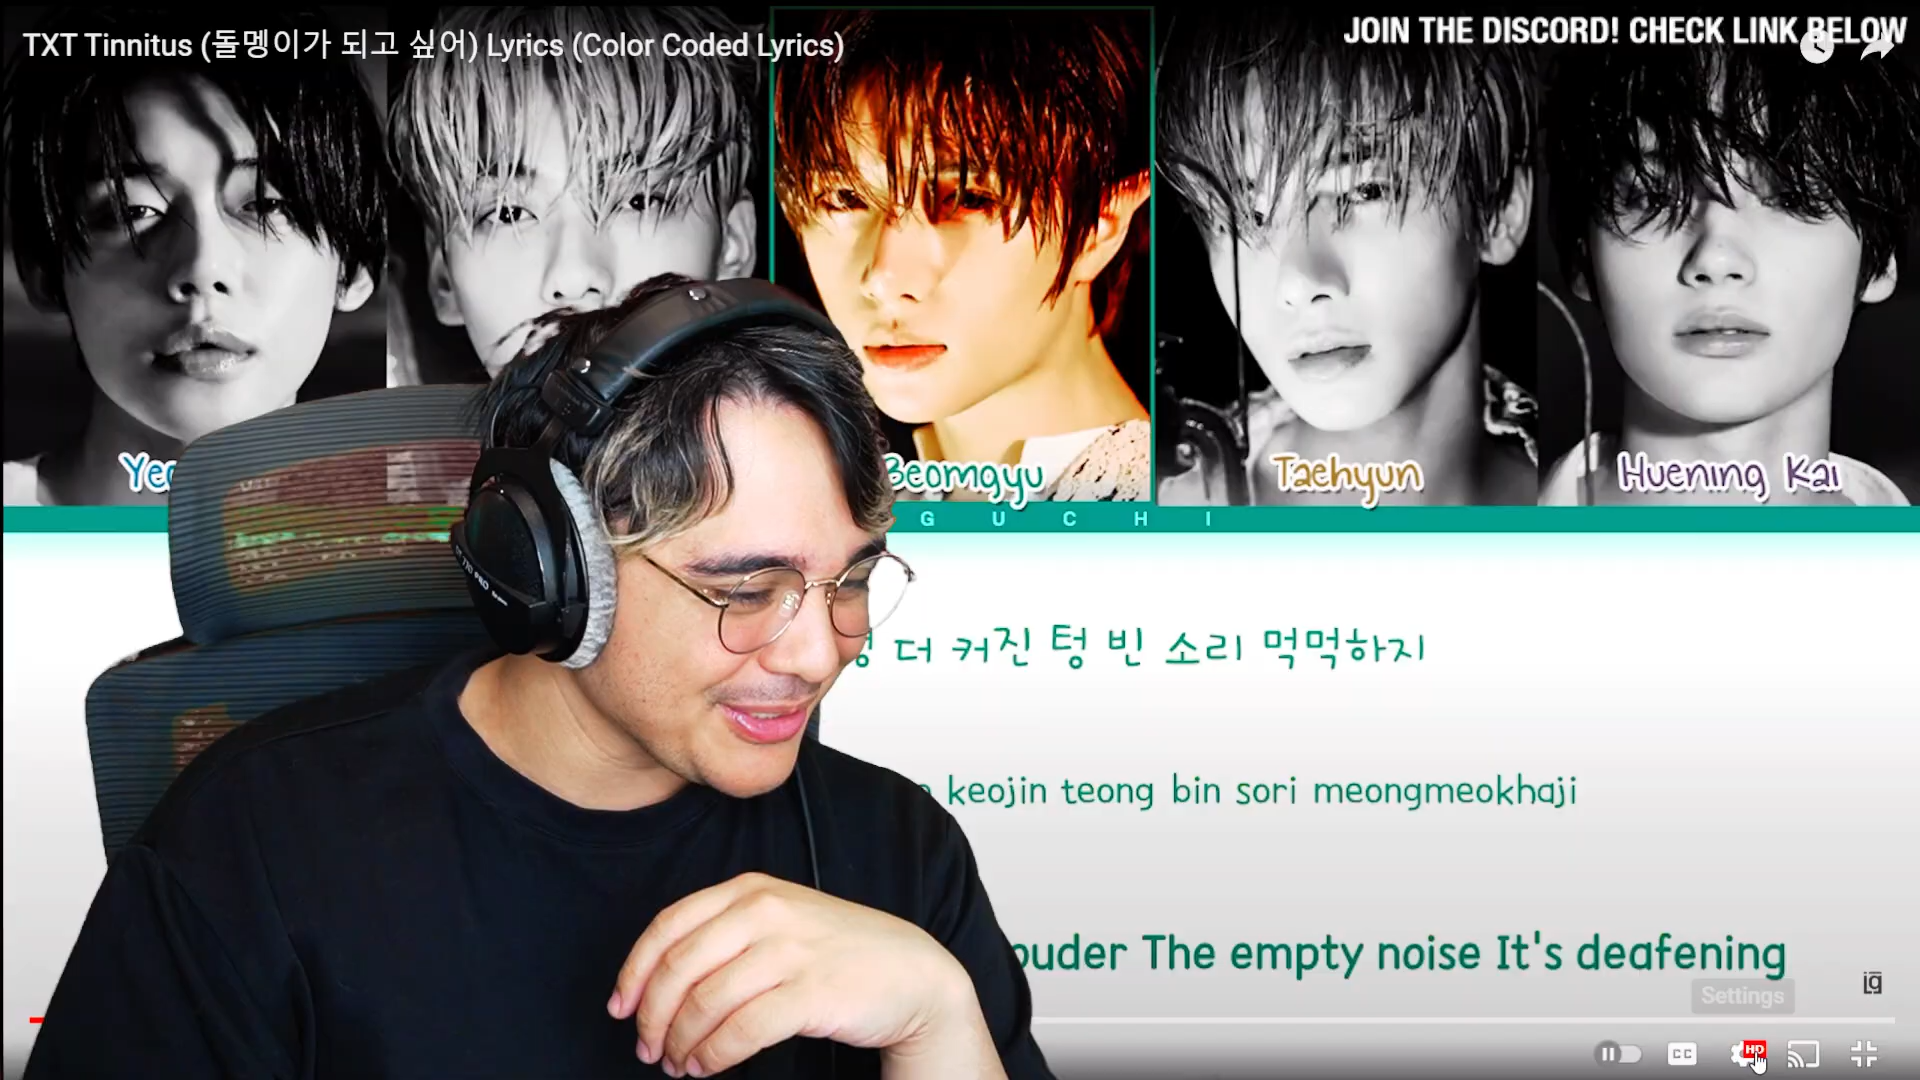 TXT Tinnitus (돌멩이가 되고 싶어) Lyrics (Color Coded Lyrics)
JOIN THE DISCORD! CHECK LINK BELOW
Beomgyu
Taehyun
Huening Kai
G U C H I
더 커진 텅 빈 소리 먹먹하지
keojin teong bin sori meongmeokhaji
The empty noise It's deafening
Settings
CC
HD